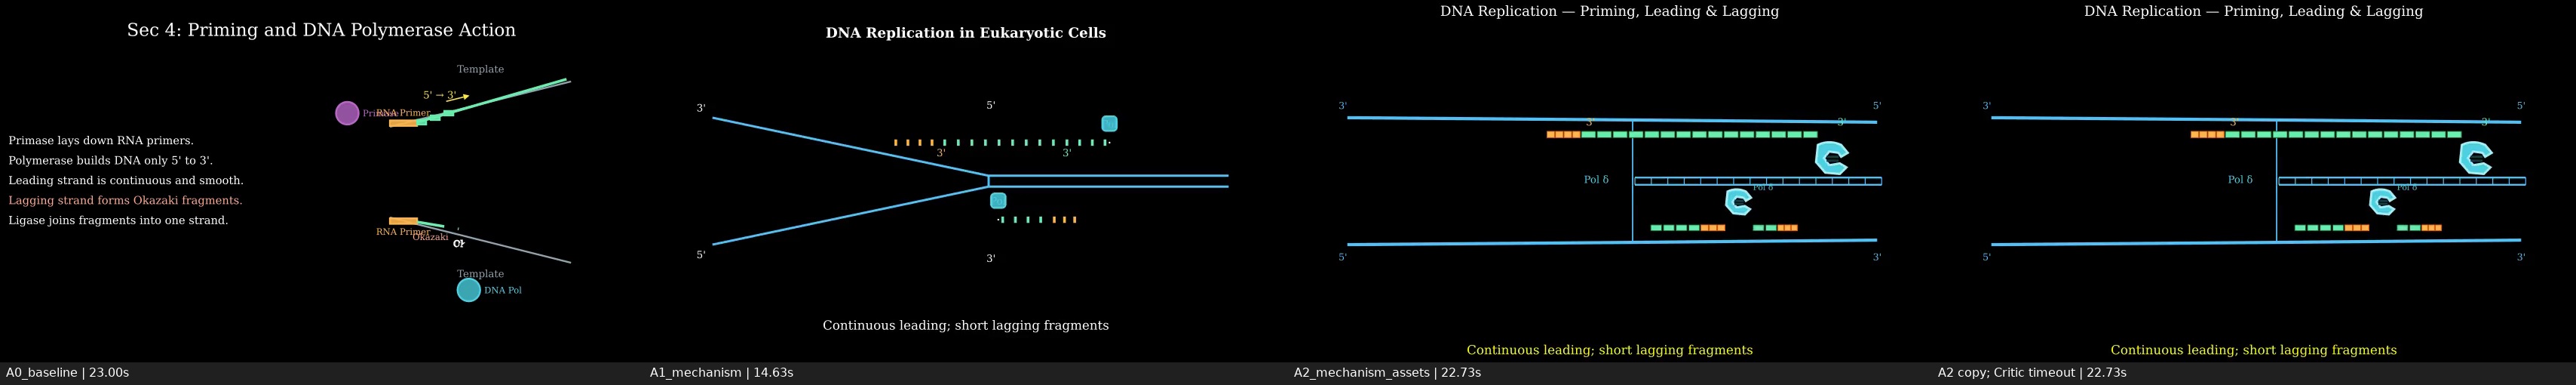 Sec 4: Priming and DNA Polymerase Action
Template
5' → 3'
RNA Primer
Primase lays down RNA primers.
Polymerase builds DNA only 5' to 3'.
Leading strand is continuous and smooth.
Lagging strand forms Okazaki fragments.
Ligase joins fragments into one strand.
RNA Primer
Okazaki
Template
DNA Pol
A0_baseline | 23.00s
DNA Replication in Eukaryotic Cells
3'
5'
3'
3'
5'
3'
Continuous leading; short lagging fragments
A1_mechanism | 14.63s
DNA Replication — Priming, Leading & Lagging
3'
5'
3'
3'
Pol δ
Pol δ
5'
3'
Continuous leading; short lagging fragments
A2_mechanism_assets | 22.73s
DNA Replication — Priming, Leading & Lagging
3'
5'
3'
3'
Pol δ
Pol δ
5'
3'
Continuous leading; short lagging fragments
A2 copy; Critic timeout | 22.73s